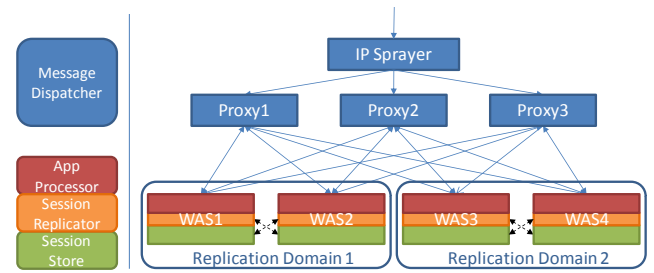 Message
Dispatcher
App
Processor
Session
Replicator
Session
Store
IP Sprayer
Proxy1
Proxy2
Proxy3
WAS1
WAS2
WAS3
WAS4
Replication Domain 1
Replication Domain 2